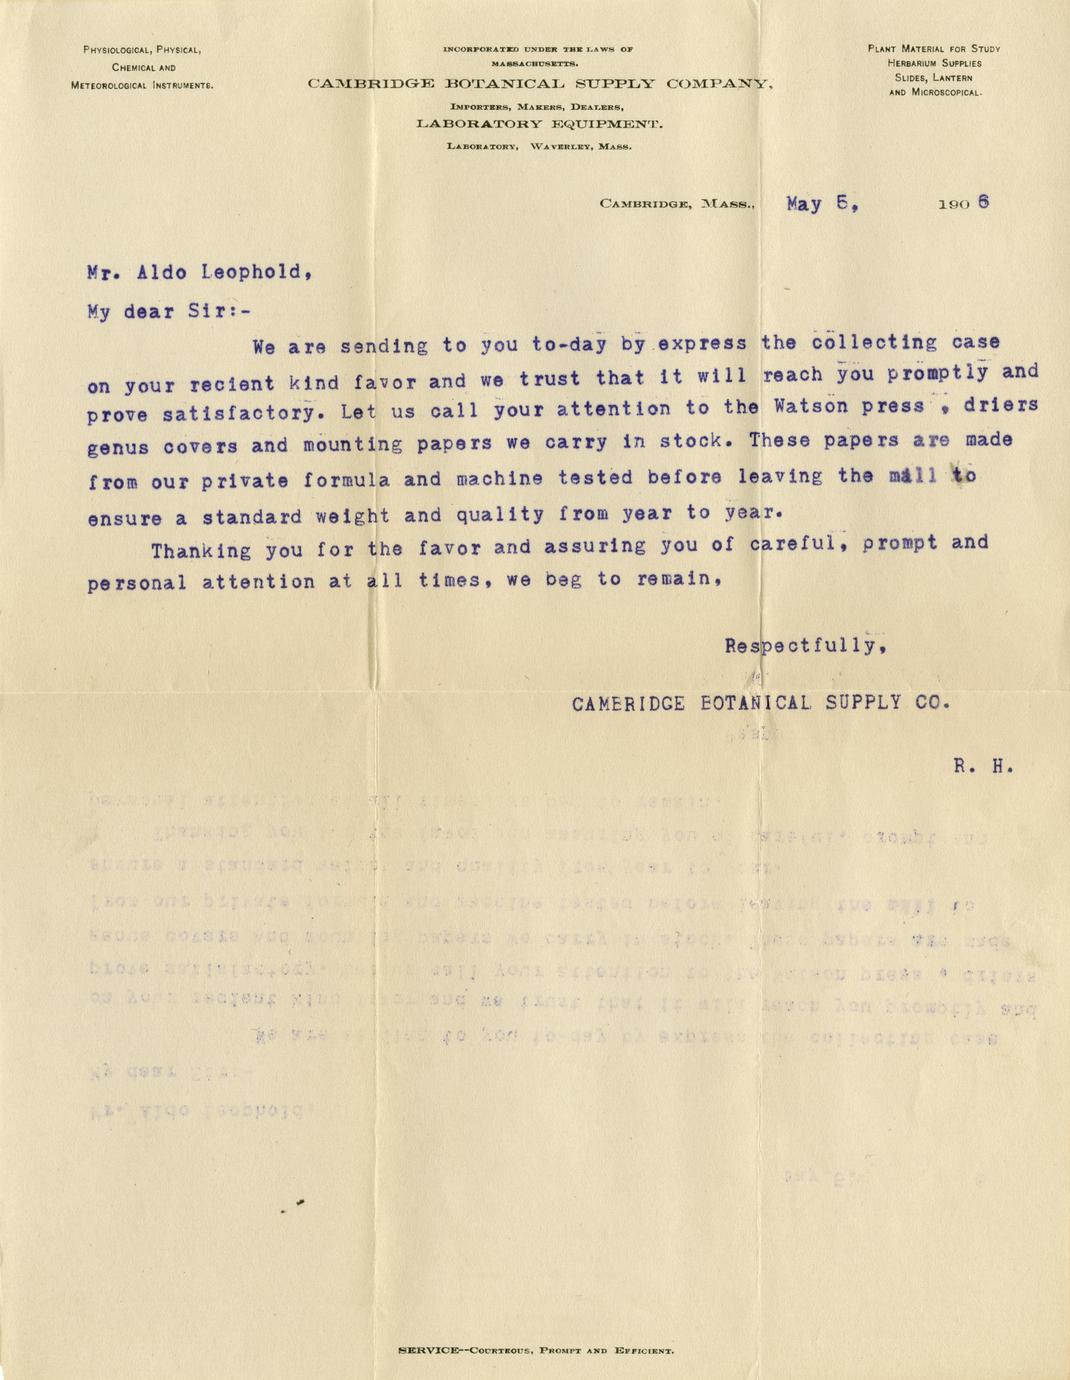 PHYSIOLOGICAL, PHYSICAL,
CHEMICAL AND
METEOROLOGICAL INSTRUMENTS.
INCORPORATED UNDER THE LAWS OF
MASSACHUSETTS.
CAMBRIDGE BOTANICAL SUPPLY COMPANY,
IMPORTERS, MAKERS, DEALERS,
LABORATORY EQUIPMENT.
LABORATORY, WAVERLEY, MASS.
PLANT MATERIAL FOR STUDY
HERBARIUM SUPPLIES
SLIDES, LANTERN
AND MICROSCOPICAL.
CAMBRIDGE, MASS., May 5, 1906
Mr. Aldo Leophold,
My dear Sir:-
We are sending to you to-day by express the collecting case
on your recient kind favor and we trust that it will reach you promptly and
prove satisfactory. Let us call your attention to the Watson press , driers
genus covers and mounting papers we carry in stock. These papers are made
from our private formula and machine tested before leaving the mill to
ensure a standard weight and quality from year to year.
Thanking you for the favor and assuring you of careful, prompt and
personal attention at all times, we beg to remain,
Respectfully,
CAMBRIDGE BOTANICAL SUPPLY CO.
R. H.
SERVICE--COURTEOUS, PROMPT AND EFFICIENT.